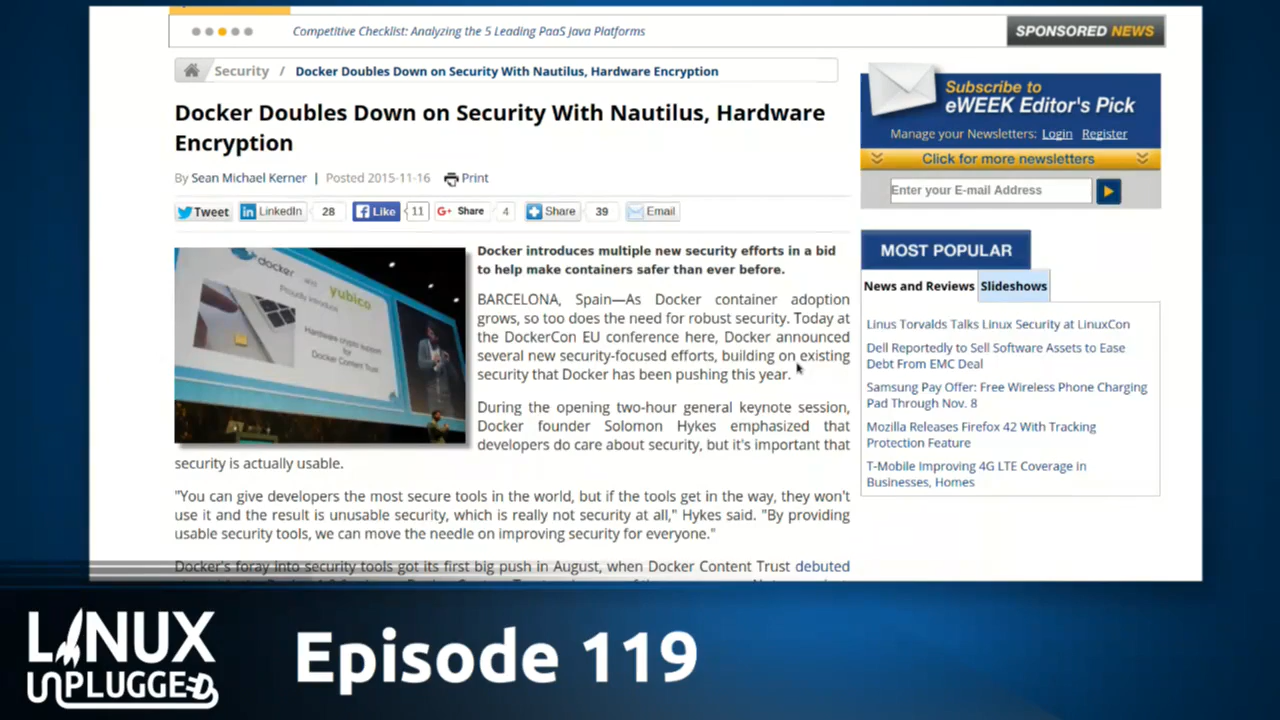 Competitive Checklist: Analyzing the 5 Leading PaaS Java Platforms
SPONSORED NEWS
Security / Docker Doubles Down on Security With Nautilus, Hardware Encryption
Docker Doubles Down on Security With Nautilus, Hardware
Encryption
By Sean Michael Kerner | Posted 2015-11-16 Print
Tweet LinkedIn 28 Like 11 G+ Share 4 Share 39 Email
docker
yubico
Proudly introduce
Hardware crypto support
for
Docker Content Trust
Docker introduces multiple new security efforts in a bid
to help make containers safer than ever before.
BARCELONA, Spain—As Docker container adoption
grows, so too does the need for robust security. Today at
the DockerCon EU conference here, Docker announced
several new security-focused efforts, building on existing
security that Docker has been pushing this year.
During the opening two-hour general keynote session,
Docker founder Solomon Hykes emphasized that
developers do care about security, but it's important that
security is actually usable.
"You can give developers the most secure tools in the world, but if the tools get in the way, they won't
use it and the result is unusable security, which is really not security at all," Hykes said. "By providing
usable security tools, we can move the needle on improving security for everyone."
Docker's foray into security tools got its first big push in August, when Docker Content Trust debuted
Subscribe to
eWEEK Editor's Pick
Manage your Newsletters: Login Register
Click for more newsletters
Enter your E-mail Address
MOST POPULAR
News and Reviews Slideshows
Linus Torvalds Talks Linux Security at LinuxCon
Dell Reportedly to Sell Software Assets to Ease
Debt From EMC Deal
Samsung Pay Offer: Free Wireless Phone Charging
Pad Through Nov. 8
Mozilla Releases Firefox 42 With Tracking
Protection Feature
T-Mobile Improving 4G LTE Coverage in
Businesses, Homes
LINUX
UNPLUGGED
Episode 119